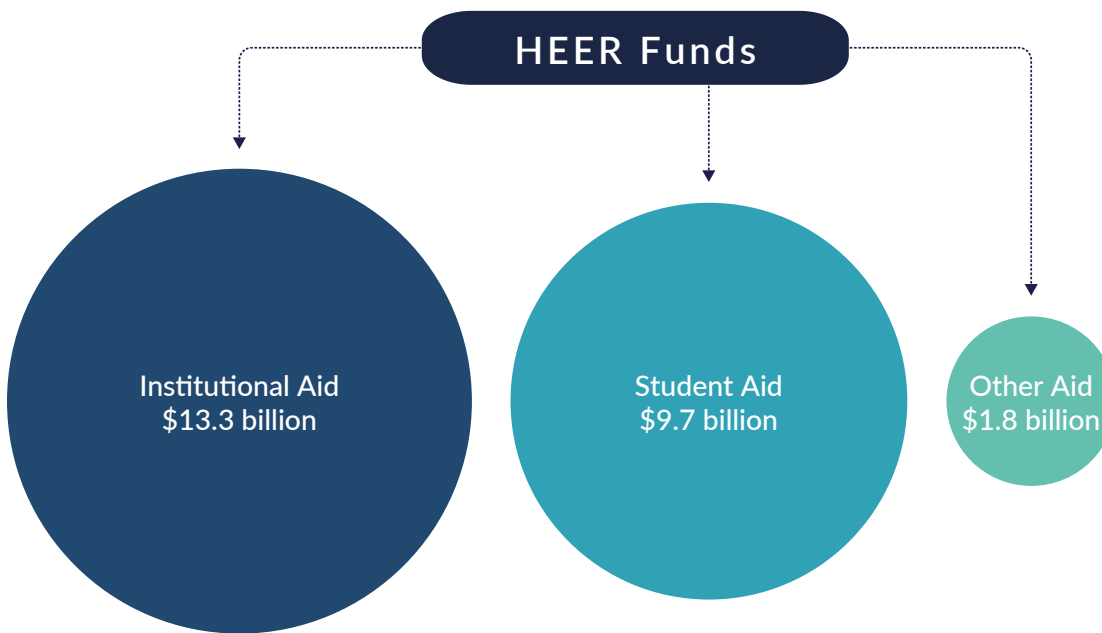 HEER Funds
Institutional Aid
$13.3 billion
Student Aid
$9.7 billion
Other Aid
$1.8 billion